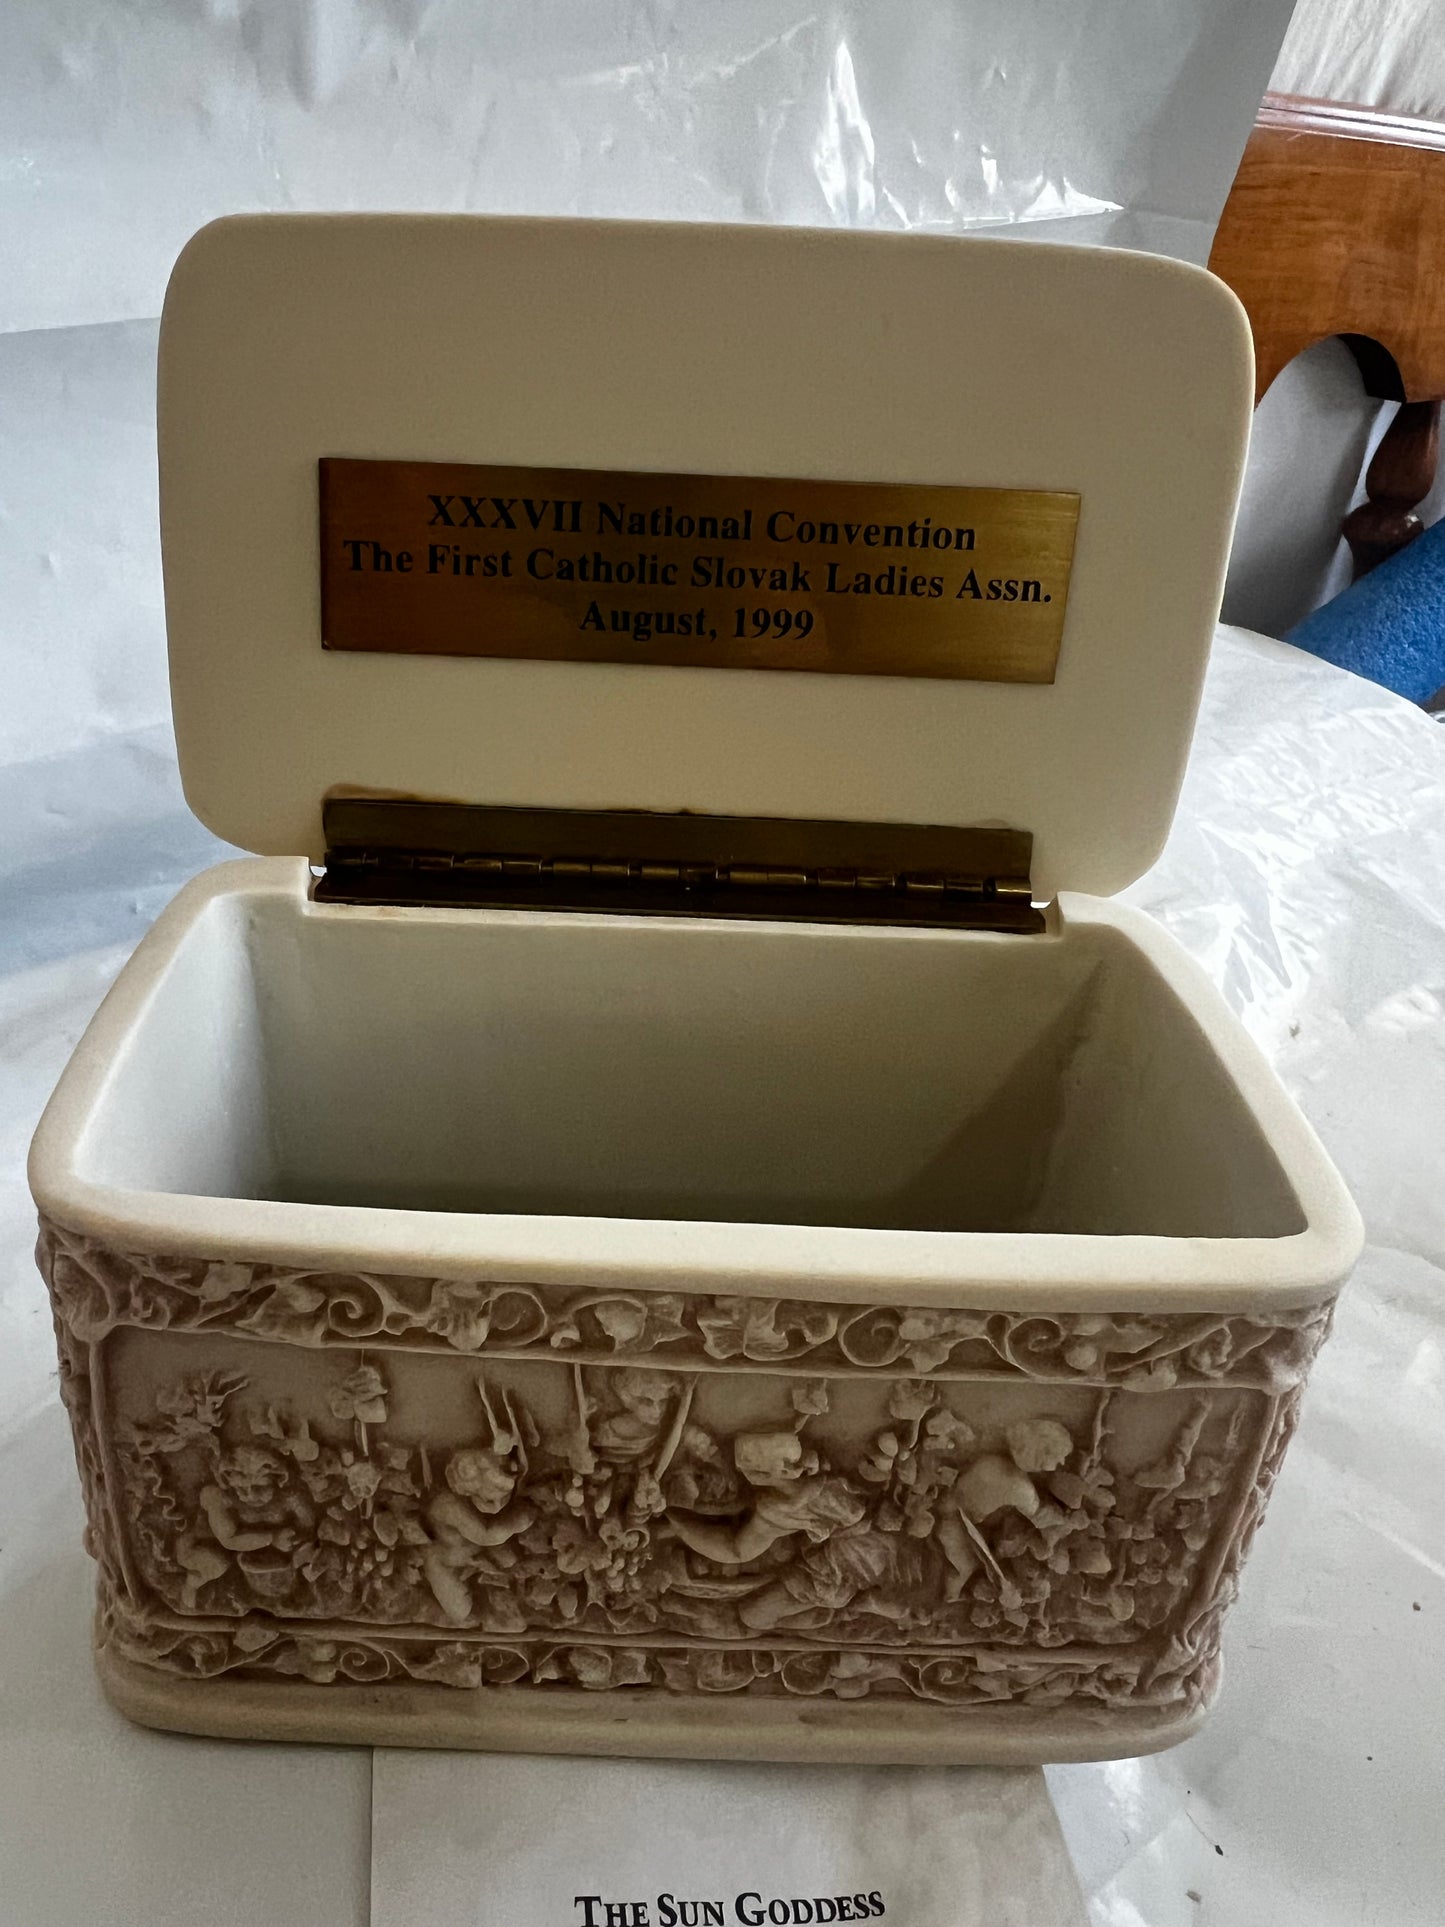 XXXVII National Convention
The First Catholic Slovak Ladies Assn.
August, 1999
THE SUN GODDESS